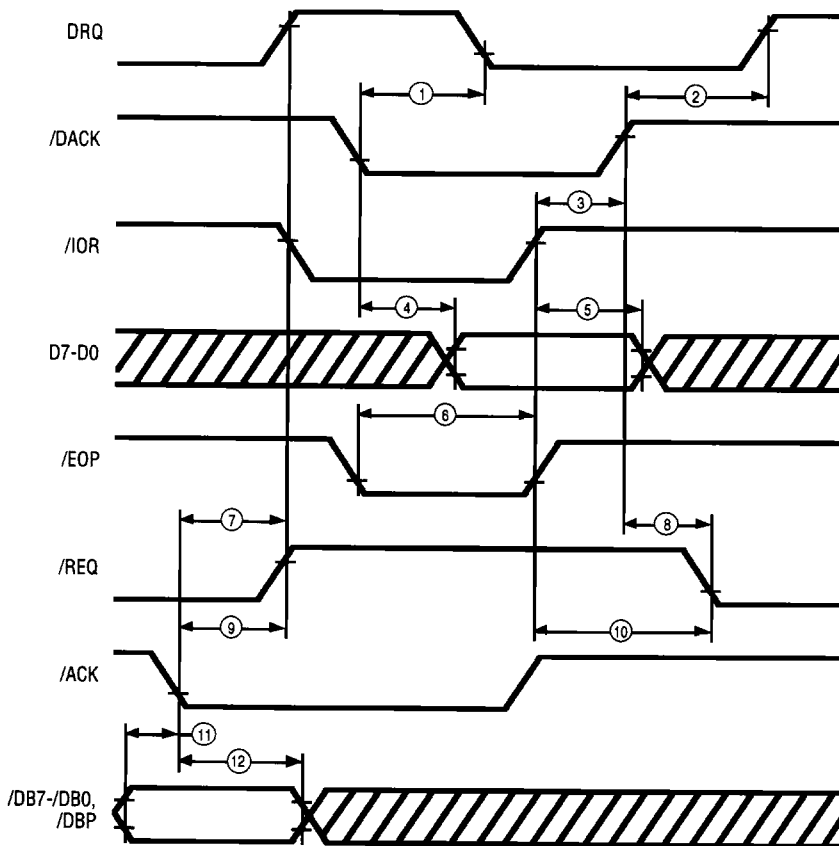 DRQ
1
2
/DACK
3
/IOR
4
5
D7-D0
6
/EOP
7
8
/REQ
9
10
/ACK
11
12
/DB7-/DB0,
/DBP